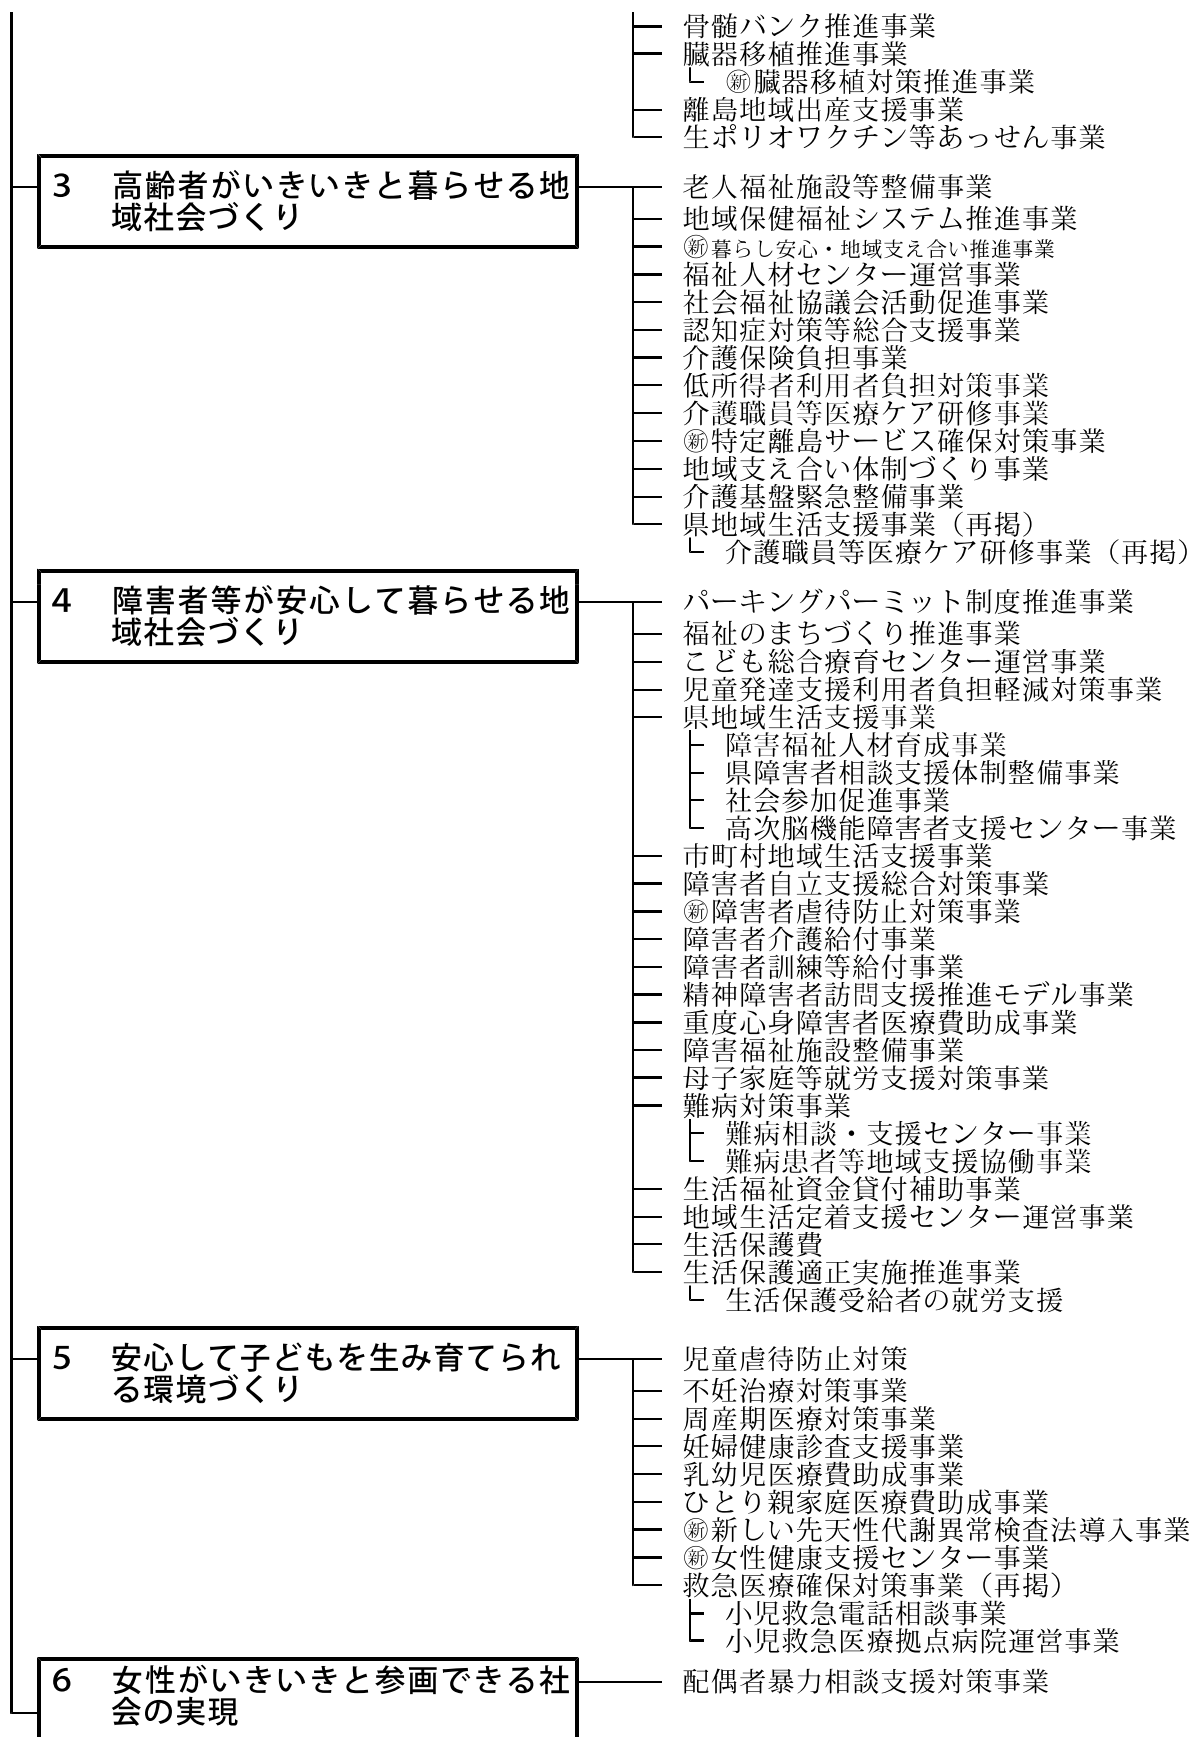 骨髄バンク推進事業
臓器移植推進事業
㊟臓器移植対策推進事業
離島地域出産支援事業
生ポリオワクチン等あっせん事業
3 高齢者がいきいきと暮らせる地
域社会づくり
老人福祉施設等整備事業
地域保健福祉システム推進事業
新暮らし安心・地域支え合い推進事業
福祉人材センター運営事業
社会福祉協議会活動促進事業
認知症対策等総合支援事業
介護保険負担事業
低所得者利用者負担対策事業
介護職員等医療ケア研修事業
新特定離島サービス確保対策事業
地域支え合い体制づくり事業
介護基盤緊急整備事業
県地域生活支援事業（再掲）
介護職員等医療ケア研修事業（再掲）
4 障害者等が安心して暮らせる地
域社会づくり
パーキングパーミット制度推進事業
福祉のまちづくり推進事業
こども総合療育センター運営事業
児童発達支援利用者負担軽減対策事業
県地域生活支援事業
障害福祉人材育成事業
県障害者相談支援体制整備事業
社会参加促進事業
高次脳機能障害者支援センター事業
市町村地域生活支援事業
障害者自立支援総合対策事業
新障害者虐待防止対策事業
障害者介護給付事業
障害者訓練等給付事業
精神障害者訪問支援推進モデル事業
重度心身障害者医療費助成事業
障害福祉施設整備事業
母子家庭等就労支援対策事業
難病対策事業
難病相談・支援センター事業
難病患者等地域支援協働事業
生活福祉資金貸付補助事業
地域生活定着支援センター運営事業
生活保護費
生活保護適正実施推進事業
生活保護受給者の就労支援
5 安心して子どもを生み育てられ
る環境づくり
児童虐待防止対策
不妊治療対策事業
周産期医療対策事業
妊婦健康診査支援事業
乳幼児医療費助成事業
ひとり親家庭医療費助成事業
新新しい先天性代謝異常検査法導入事業
新女性健康支援センター事業
救急医療確保対策事業（再掲）
小児救急電話相談事業
小児救急医療拠点病院運営事業
6 女性がいきいきと参画できる社
会の実現
配偶者暴力相談支援対策事業